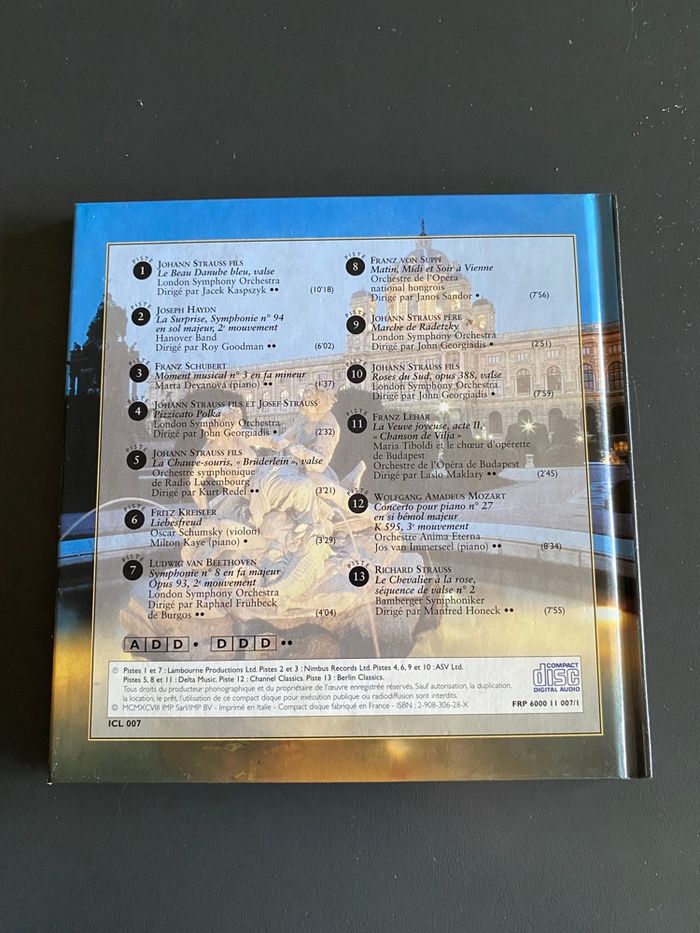 PISTE
1
JOHANN STRAUSS FILS
Le Beau Danube bleu, valse
London Symphony Orchestra
Dirigé par Jacek Kaspszyk •• (10'18)
PISTE
2
JOSEPH HAYDN
La Surprise, Symphonie n° 94
en sol majeur, 2e mouvement
Hanover Band
Dirigé par Roy Goodman •• (6'02)
PISTE
3
FRANZ SCHUBERT
Moment musical n° 3 en fa mineur
Marta Deyanova (piano) •• (1'37)
PISTE
4
JOHANN STRAUSS FILS ET JOSEF STRAUSS
Pizzicato Polka
London Symphony Orchestra
Dirigé par John Georgiadis • (2'32)
PISTE
5
JOHANN STRAUSS FILS
La Chauve-souris, « Brüderlein », valse
Orchestre symphonique
de Radio Luxembourg
Dirigé par Kurt Redel •• (3'21)
PISTE
6
FRITZ KREISLER
Liebesfreud
Oscar Schumsky (violon)
Milton Kaye (piano) • (3'29)
PISTE
7
LUDWIG VAN BEETHOVEN
Symphonie n° 8 en fa majeur
Opus 93, 2e mouvement
London Symphony Orchestra
Dirigé par Raphael Frühbeck
de Burgos •• (4'04)
PISTE
8
FRANZ VON SUPPÉ
Matin, Midi et Soir à Vienne
Orchestre de l'Opéra
national hongrois
Dirigé par Janos Sandor • (7'56)
PISTE
9
JOHANN STRAUSS PÈRE
Marche de Radetzky
London Symphony Orchestra
Dirigé par John Georgiadis • (2'51)
PISTE
10
JOHANN STRAUSS FILS
Roses du Sud, opus 388, valse
London Symphony Orchestra
Dirigé par John Georgiadis • (7'59)
PISTE
11
FRANZ LEHAR
La Veuve joyeuse, acte II,
« Chanson de Vilja »
Maria Tiboldi et le chœur d'opérette
de Budapest
Orchestre de l'Opéra de Budapest
Dirigé par Laslo Maklary •• (2'45)
PISTE
12
WOLFGANG AMADEUS MOZART
Concerto pour piano n° 27
en si bémol majeur
K 595, 3e mouvement
Orchestre Anima Eterna
Jos van Immerseel (piano) •• (8'34)
PISTE
13
RICHARD STRAUSS
Le Chevalier à la rose,
séquence de valse n° 2
Bamberger Symphoniker
Dirigé par Manfred Honeck •• (7'55)
ADD • DDD ••
℗ Pistes 1 et 7 : Lambourne Productions Ltd. Pistes 2 et 3 : Nimbus Records Ltd. Pistes 4, 6, 9 et 10 : ASV Ltd.
Pistes 5, 8 et 11 : Delta Music. Piste 12 : Channel Classics. Piste 13 : Berlin Classics.
Tous droits du producteur phonographique et du propriétaire de l'œuvre enregistrée réservés. Sauf autorisation, la duplication,
la location, le prêt, l'utilisation de ce compact disque pour exécution publique ou radiodiffusion sont interdits.
© MCMXCVIII IMP Sarl/IMP BV - Imprimé en Italie - Compact disque fabriqué en France - ISBN : 2-908-306-28-X
COMPACT
disc
DIGITAL AUDIO
FRP 6000 11 007/1
ICL 007